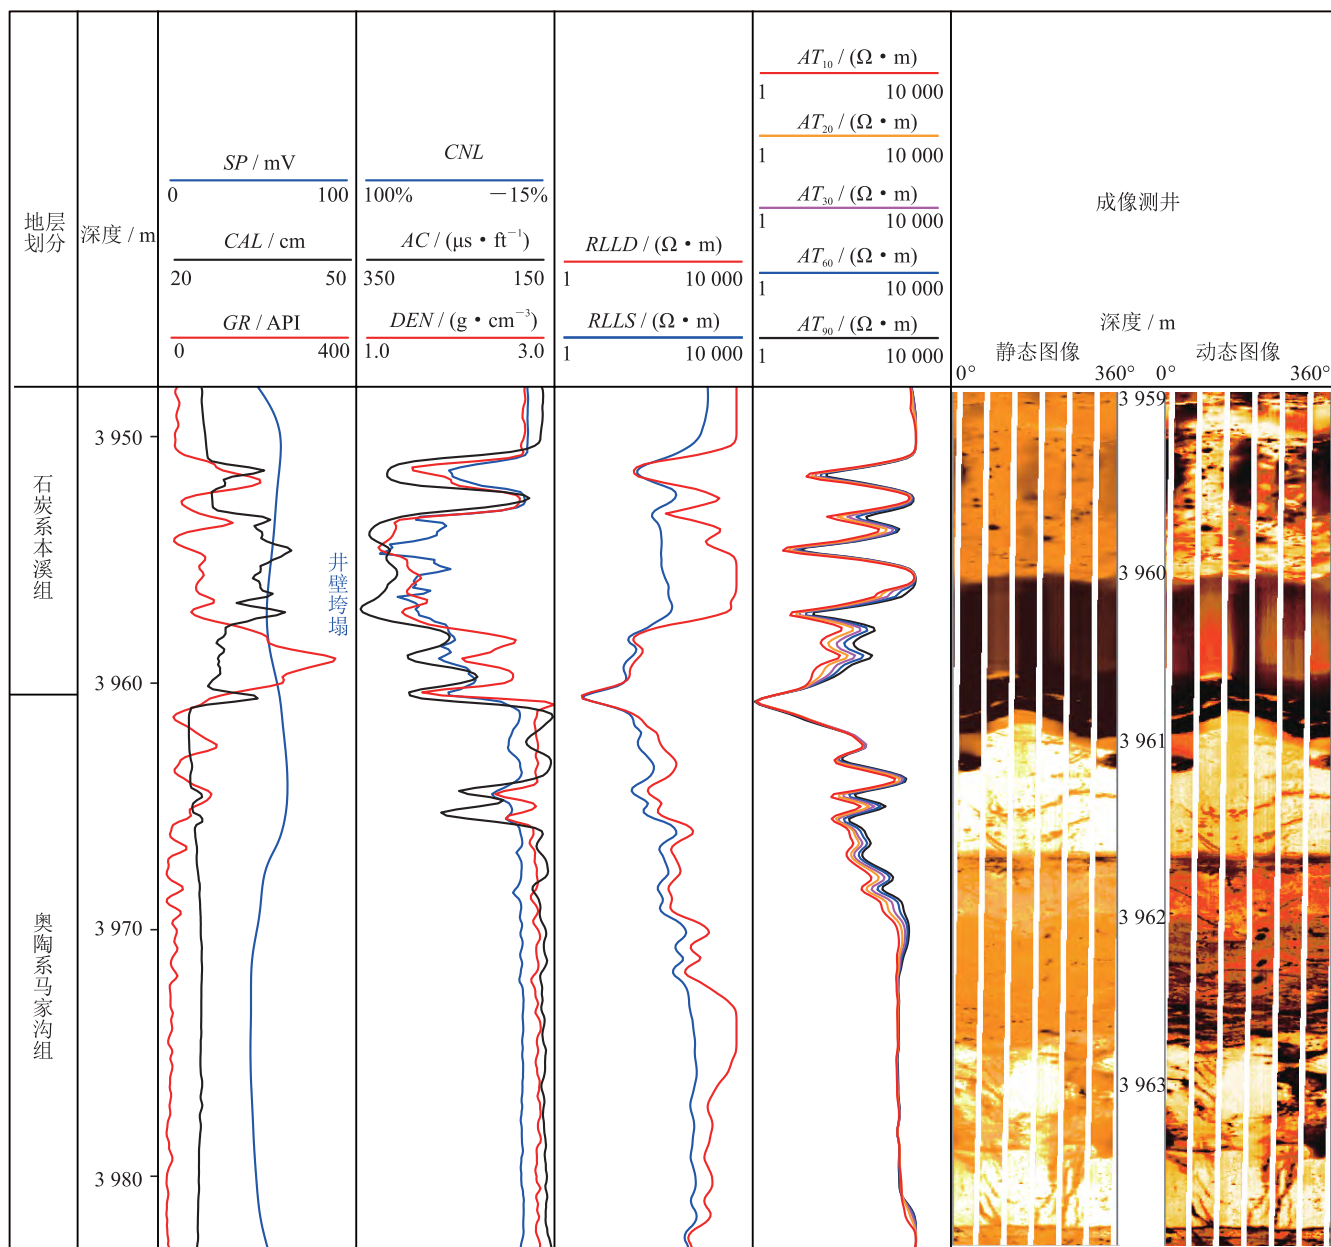 地层
划分
深度 / m
SP / mV
0 100
CAL / cm
20 50
GR / API
0 400
CNL
100% −15%
AC / (μs • ft⁻¹)
350 150
DEN / (g • cm⁻³)
1.0 3.0
RLLD / (Ω • m)
1 10 000
RLLS / (Ω • m)
1 10 000
AT₁₀ / (Ω • m)
1 10 000
AT₂₀ / (Ω • m)
1 10 000
AT₃₀ / (Ω • m)
1 10 000
AT₆₀ / (Ω • m)
1 10 000
AT₉₀ / (Ω • m)
1 10 000
成像测井
深度 / m
静态图像 动态图像
0° 360° 0° 360°
石炭系本溪组
奥陶系马家沟组
3 950
3 960
3 970
3 980
井壁垮塌
3 959
3 960
3 961
3 962
3 963